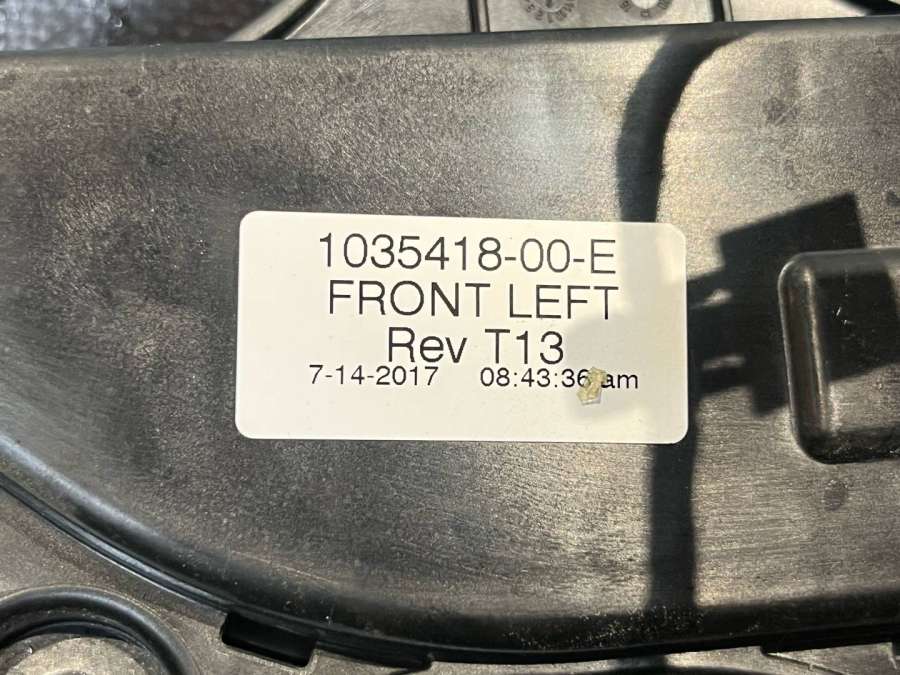 1035418-00-E
FRONT LEFT
Rev T13
7-14-2017 08:43:36 am